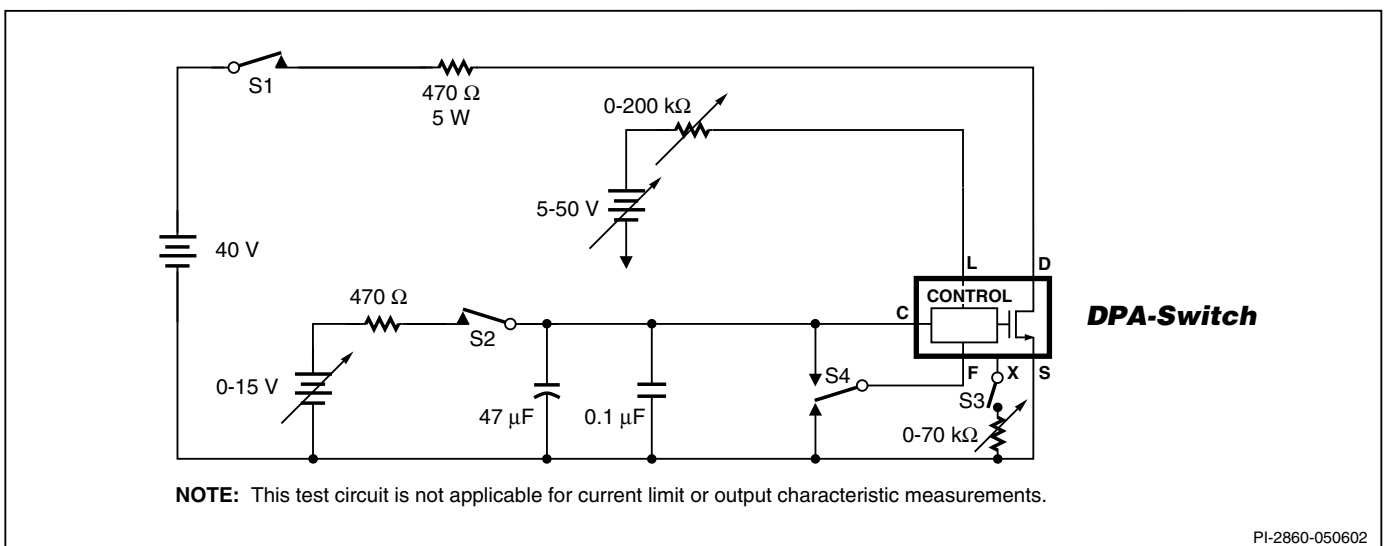 S1
470 Ω
5 W
0-200 kΩ
5-50 V
40 V
L
D
CONTROL
C
DPA-Switch
470 Ω
S2
0-15 V
47 µF
0.1 µF
S4
F
X
S
S3
0-70 kΩ
NOTE: This test circuit is not applicable for current limit or output characteristic measurements.
PI-2860-050602